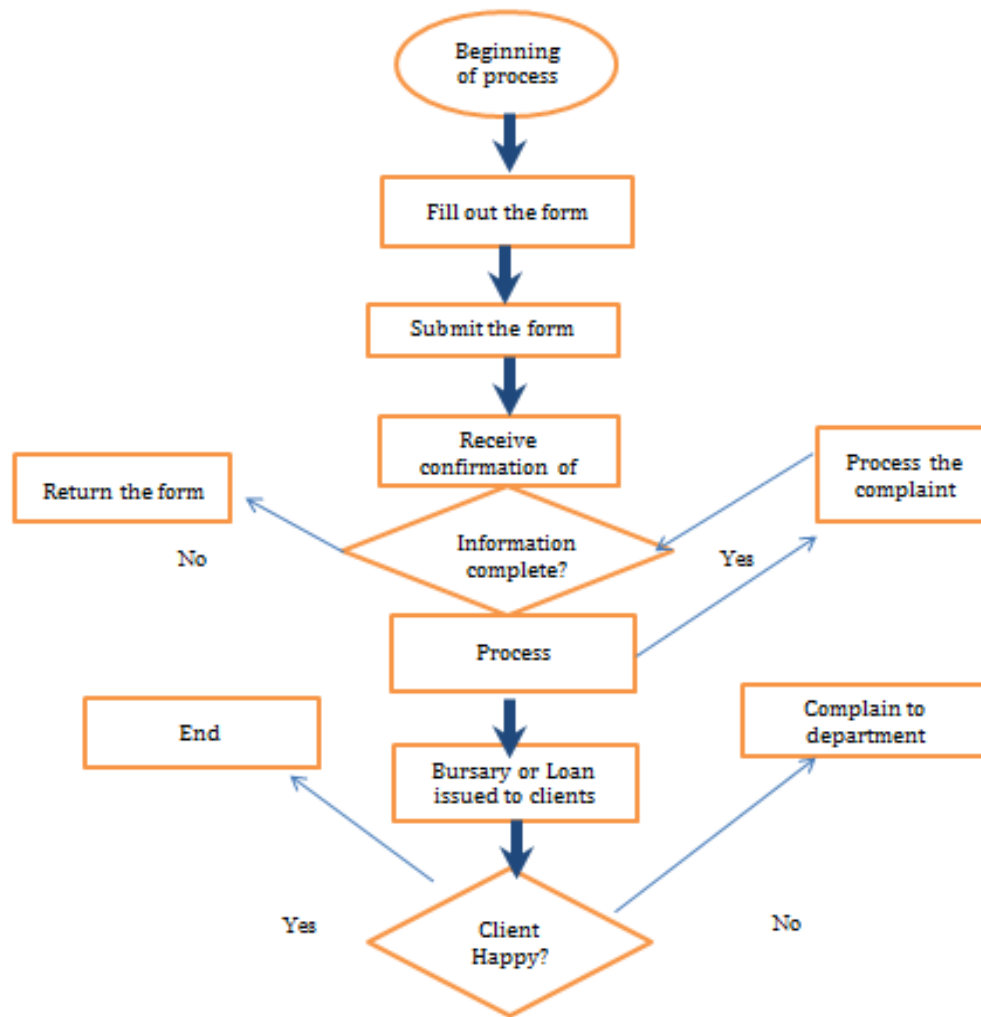 Beginning
of process
Fill out the form
Submit the form
Receive
confirmation of
Return the form
Process the
complaint
Information
complete?
No
Yes
Process
End
Complain to
department
Bursary or Loan
issued to clients
Yes
No
Client
Happy?